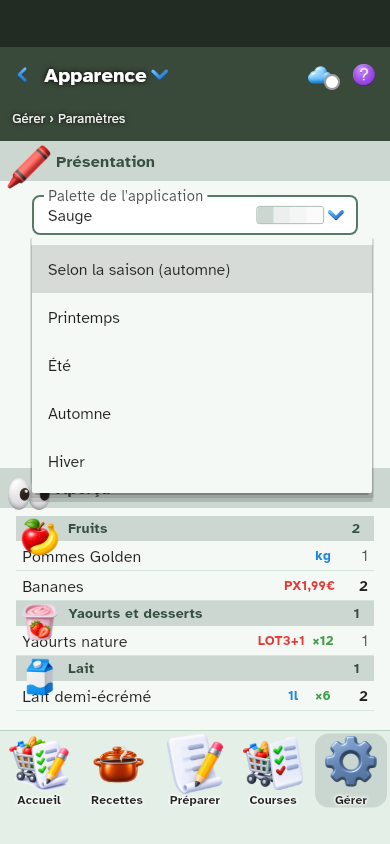 Apparence
?
Gérer › Paramètres
Présentation
Palette de l'application
Sauge
Selon la saison (automne)
Printemps
Été
Automne
Hiver
Fruits 2
Pommes Golden kg 1
Bananes PX1,99€ 2
Yaourts et desserts 1
Yaourts nature LOT3+1 ×12 1
Lait 1
Lait demi-écrémé 1l ×6 2
Accueil Recettes Préparer Courses Gérer